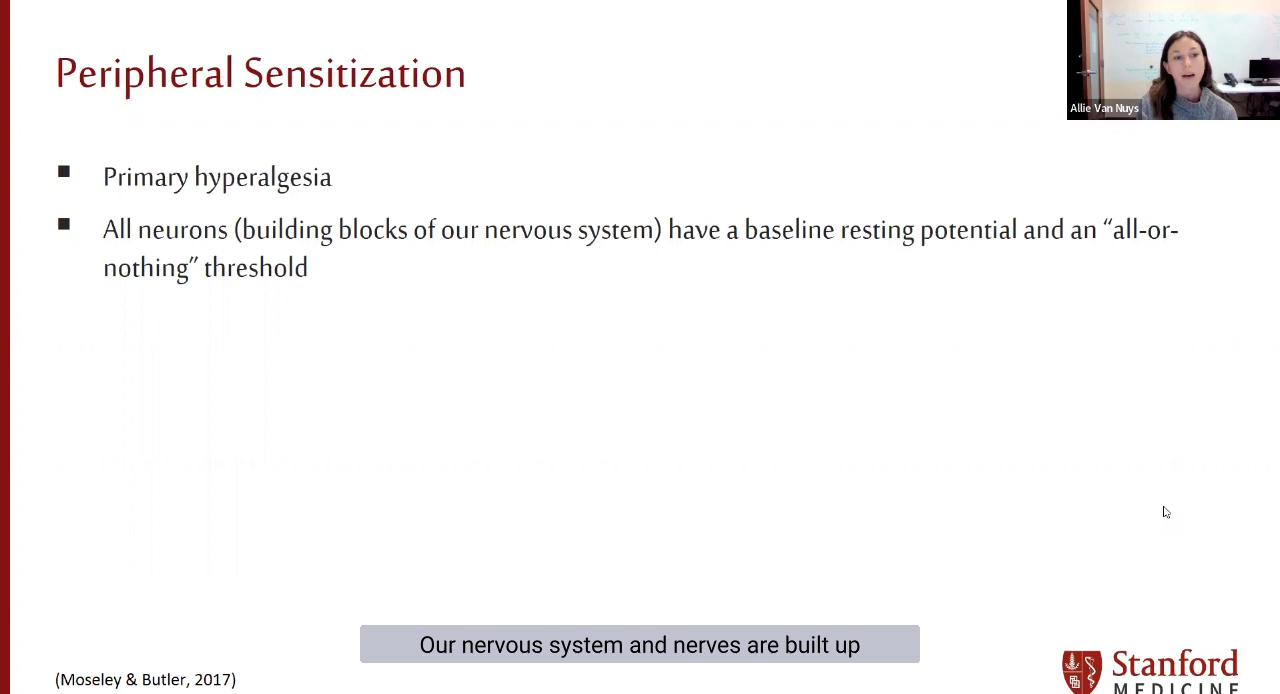 Peripheral Sensitization
Allie Van Nuys
Primary hyperalgesia
All neurons (building blocks of our nervous system) have a baseline resting potential and an “all-or-
nothing” threshold
Our nervous system and nerves are built up
(Moseley & Butler, 2017)
Stanford
MEDICINE